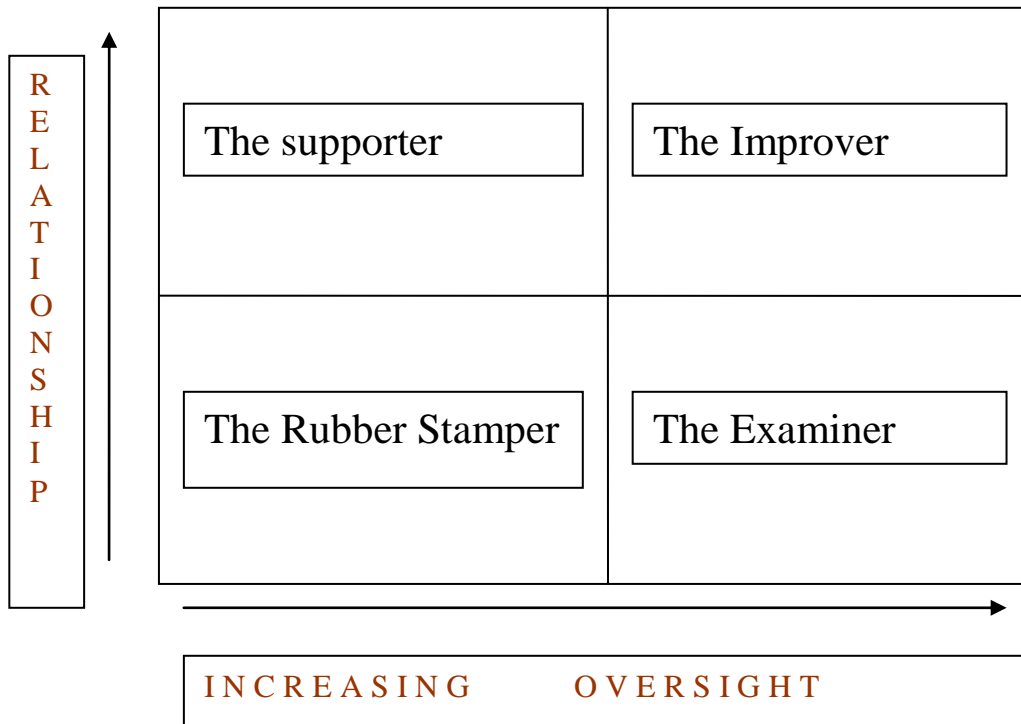 R
E
L
A
T
I
O
N
S
H
I
P
The supporter
The Improver
The Rubber Stamper
The Examiner
INCREASING OVERSIGHT